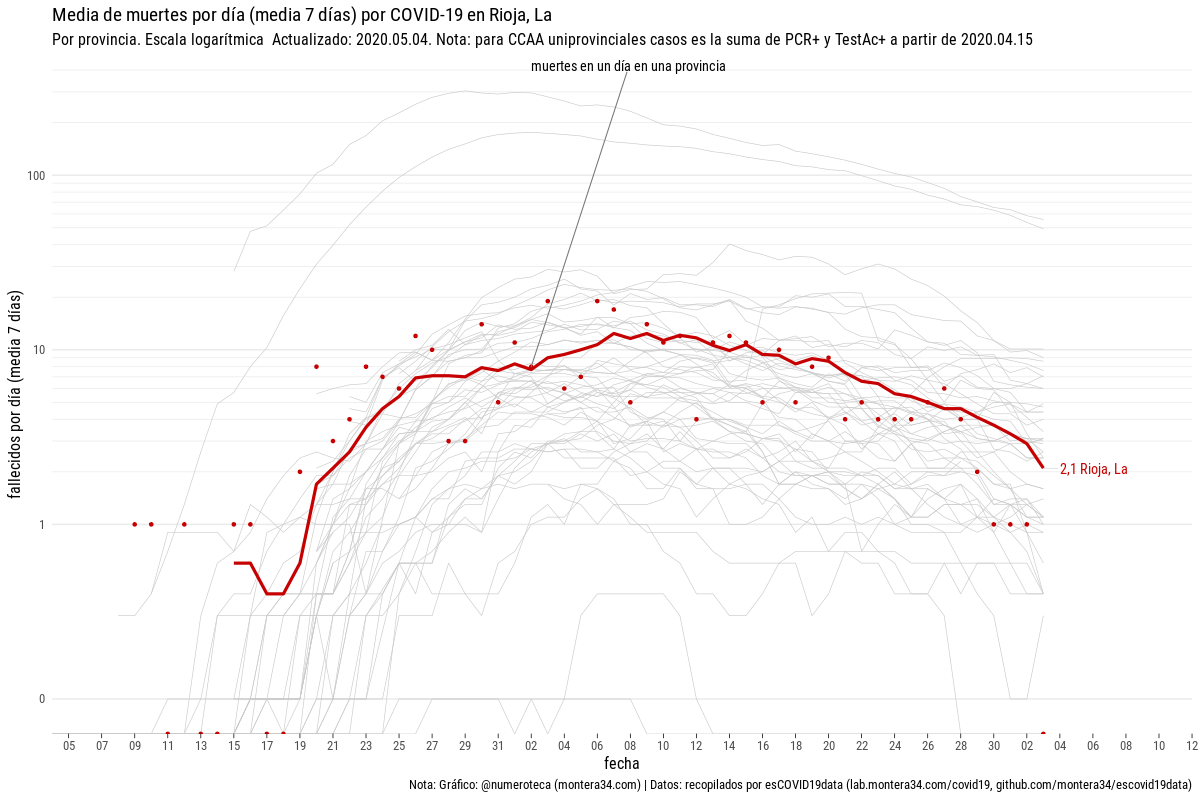 Media de muertes por día (media 7 días) por COVID-19 en Rioja, La
Por provincia. Escala logarítmica  Actualizado: 2020.05.04. Nota: para CCAA uniprovinciales casos es la suma de PCR+ y TestAc+ a partir de 2020.04.15
muertes en un día en una provincia
fallecidos por día (media  7 días)
100
10
1
0
2,1 Rioja, La
05 07 09 11 13 15 17 19 21 23 25 27 29 31 02 04 06 08 10 12 14 16 18 20 22 24 26 28 30 02 04 06 08 10 12
fecha
Nota: Gráfico: @numeroteca (montera34.com) | Datos: recopilados por esCOVID19data (lab.montera34.com/covid19, github.com/montera34/escovid19data)